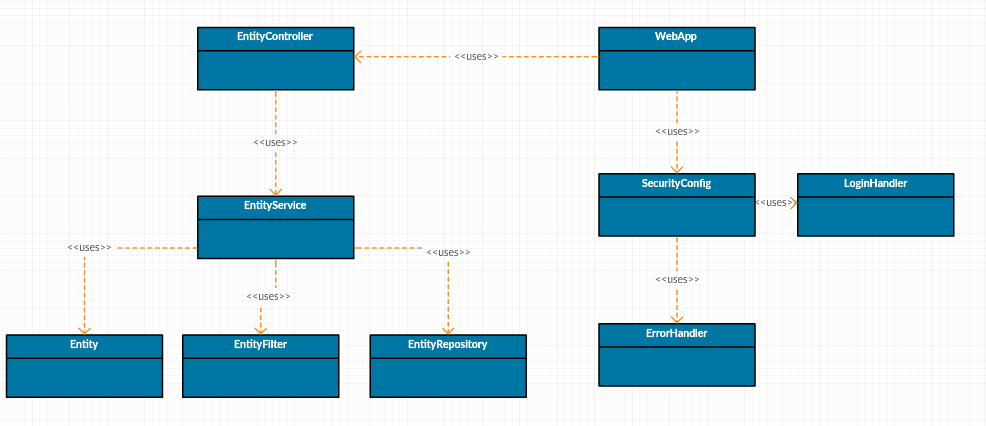 EntityController
WebApp
<<uses>>
<<uses>>
<<uses>>
SecurityConfig
LoginHandler
<<uses>>
EntityService
<<uses>>
<<uses>>
<<uses>>
<<uses>>
ErrorHandler
Entity
EntityFilter
EntityRepository